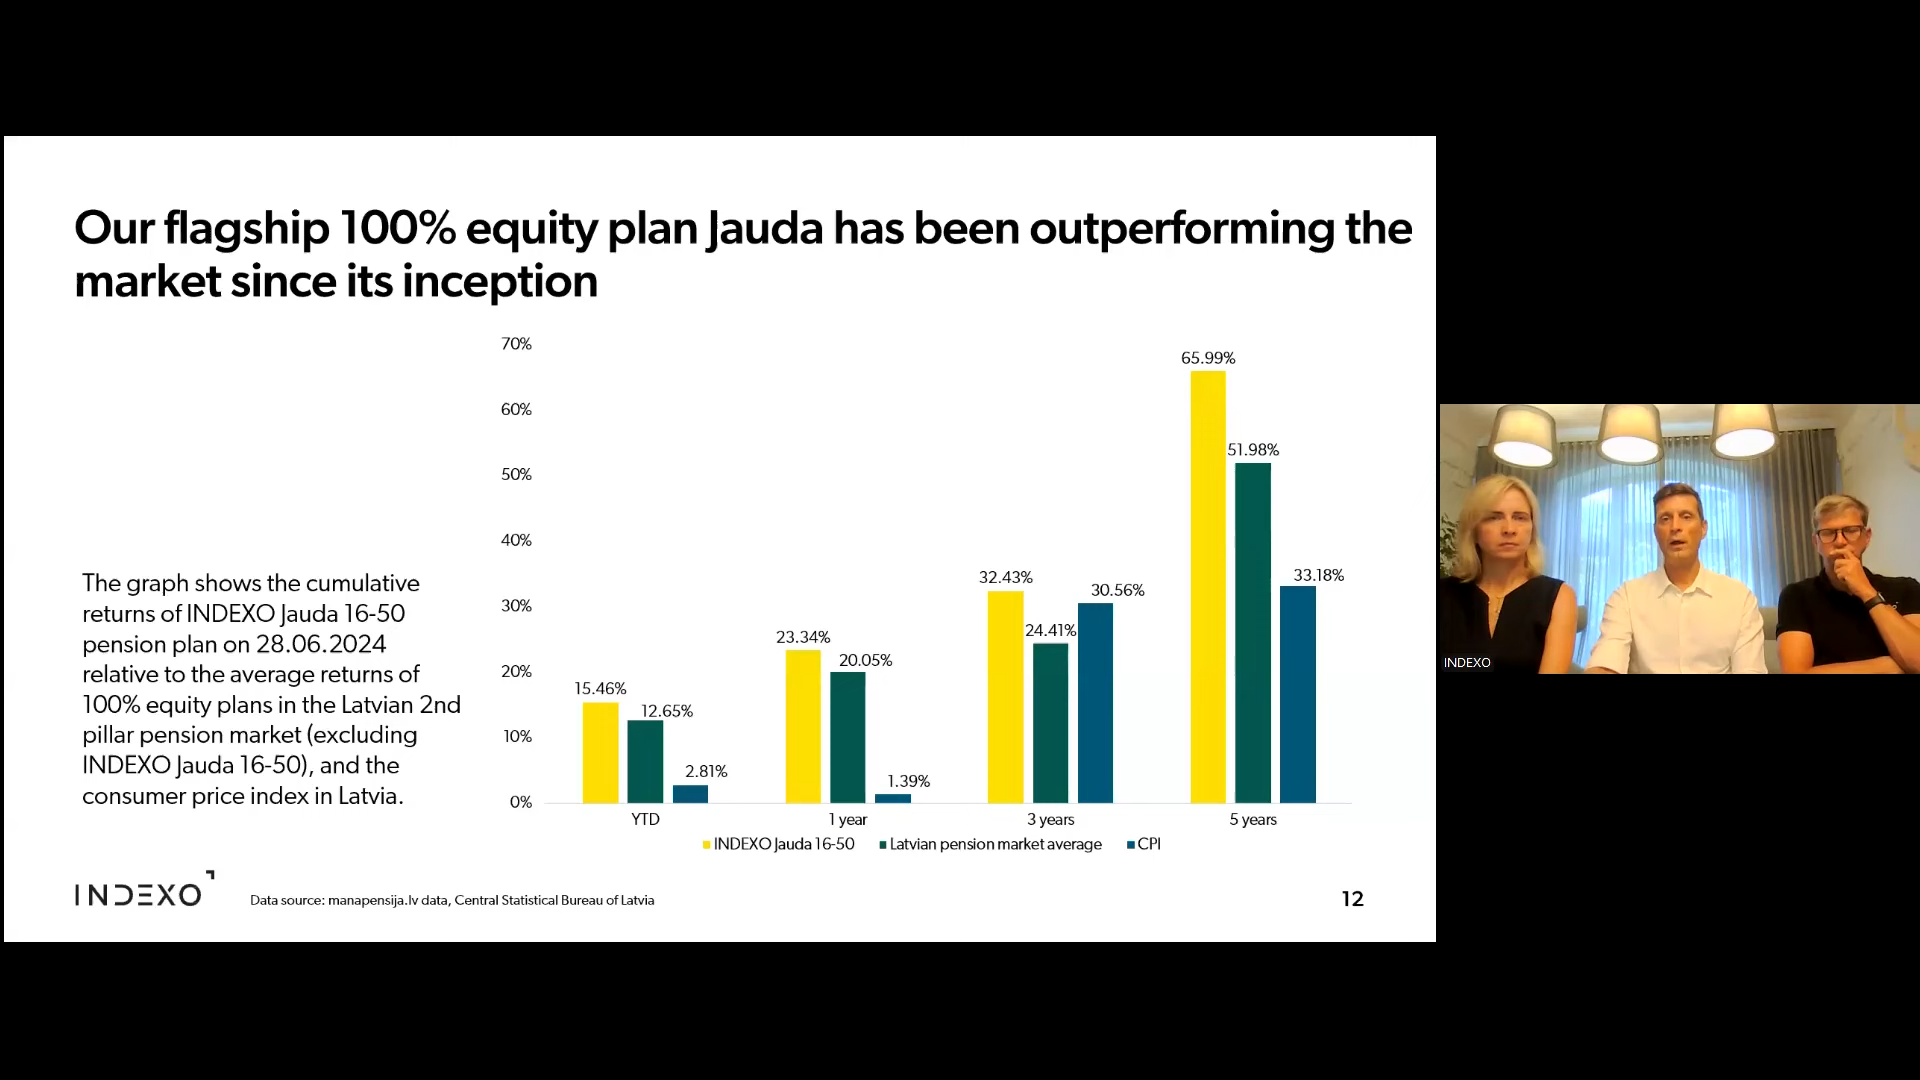 Our flagship 100% equity plan Jauda has been outperforming the
market since its inception
70%
60%
50%
40%
30%
20%
10%
0%
65.99%
51.98%
33.18%
32.43%
24.41%
30.56%
23.34%
20.05%
1.39%
15.46%
12.65%
2.81%
YTD
1 year
3 years
5 years
INDEXO Jauda 16-50
Latvian pension market average
CPI
The graph shows the cumulative
returns of INDEXO Jauda 16-50
pension plan on 28.06.2024
relative to the average returns of
100% equity plans in the Latvian 2nd
pillar pension market (excluding
INDEXO Jauda 16-50), and the
consumer price index in Latvia.
INDEXO
Data source: manapensija.lv data, Central Statistical Bureau of Latvia
12
INDEXO